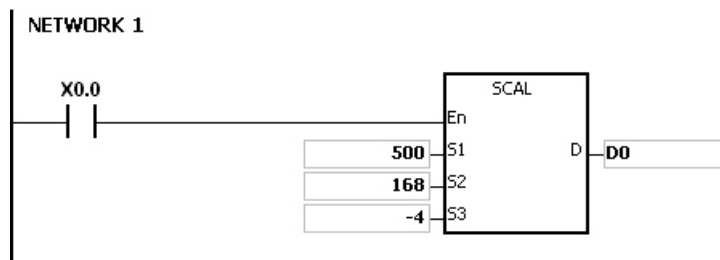 NETWORK 1
X0.0
SCAL
En
500 S1 D D0
168 S2
-4 S3